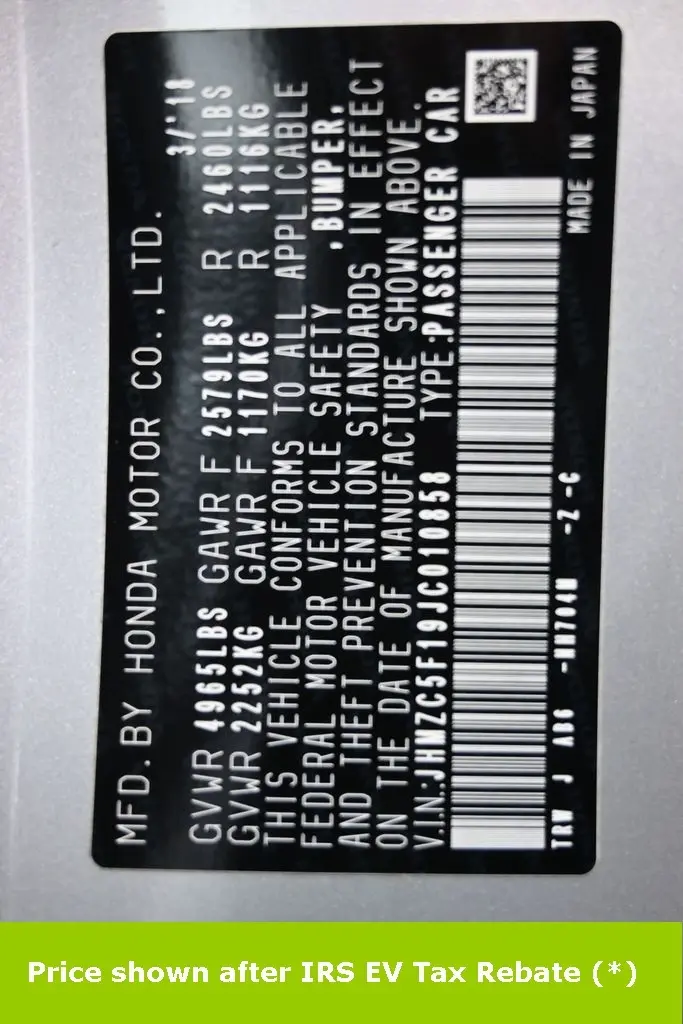 MFD. BY HONDA MOTOR CO., LTD. 3/'18
GVWR 4965LBS GAWR F 2579LBS R 2460LBS
GVWR 2252KG GAWR F 1170KG R 1116KG
THIS VEHICLE CONFORMS TO ALL APPLICABLE
FEDERAL MOTOR VEHICLE SAFETY ,BUMPER,
AND THEFT PREVENTION STANDARDS IN EFFECT
ON THE DATE OF MANUFACTURE SHOWN ABOVE.
V.I.N.:JHMZC5F19JC010858 TYPE:PASSENGER CAR
TRW J ABG -NH704M -Z -C MADE IN JAPAN
Price shown after IRS EV Tax Rebate (*)